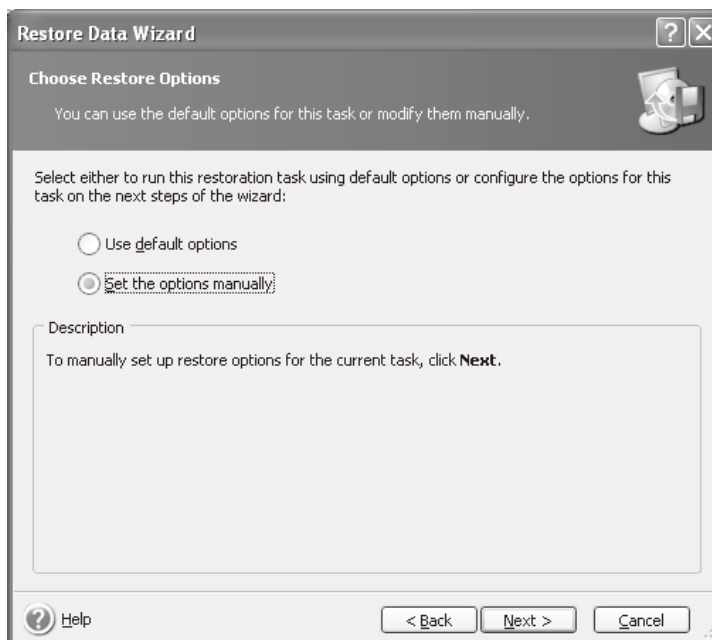 Restore Data Wizard
Choose Restore Options
You can use the default options for this task or modify them manually.
Select either to run this restoration task using default options or configure the options for this
task on the next steps of the wizard:
Use default options
Set the options manually
Description
To manually set up restore options for the current task, click Next.
Help
< Back
Next >
Cancel